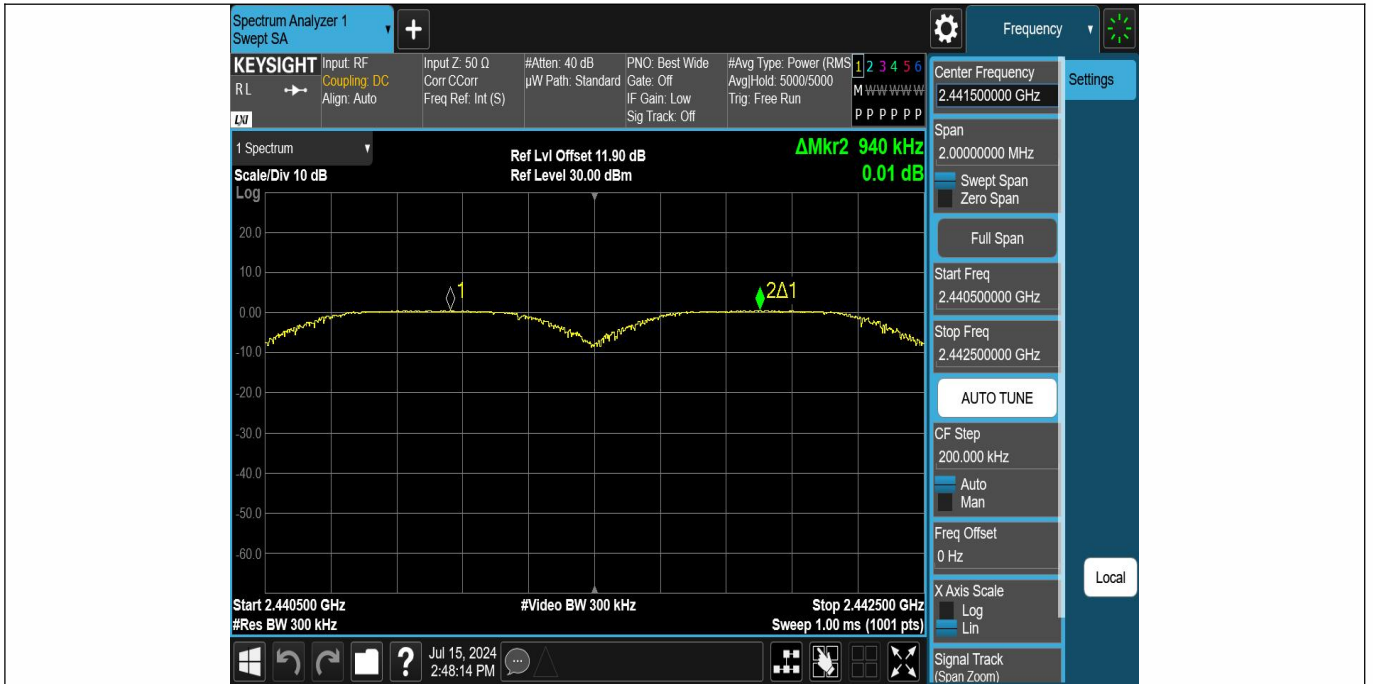 Spectrum Analyzer 1
Swept SA
+
Frequency
KEYSIGHT
RL
LXI
Input: RF
Coupling: DC
Align: Auto
Input Z: 50 Ω
Corr CCorr
Freq Ref: Int (S)
#Atten: 40 dB
µW Path: Standard
PNO: Best Wide
Gate: Off
IF Gain: Low
Sig Track: Off
#Avg Type: Power (RMS
Avg|Hold: 5000/5000
Trig: Free Run
1 2 3 4 5 6
M W W W W W
P P P P P P
1 Spectrum
Scale/Div 10 dB
Ref Lvl Offset 11.90 dB
Ref Level 30.00 dBm
ΔMkr2 940 kHz
0.01 dB
Log
20.0
10.0
0.00
-10.0
-20.0
-30.0
-40.0
-50.0
-60.0
1
2Δ1
Start 2.440500 GHz
#Res BW 300 kHz
#Video BW 300 kHz
Stop 2.442500 GHz
Sweep 1.00 ms (1001 pts)
?
Jul 15, 2024
2:48:14 PM
Center Frequency
2.441500000 GHz
Settings
Span
2.00000000 MHz
Swept Span
Zero Span
Full Span
Start Freq
2.440500000 GHz
Stop Freq
2.442500000 GHz
AUTO TUNE
CF Step
200.000 kHz
Auto
Man
Freq Offset
0 Hz
X Axis Scale
Log
Lin
Local
Signal Track
(Span Zoom)